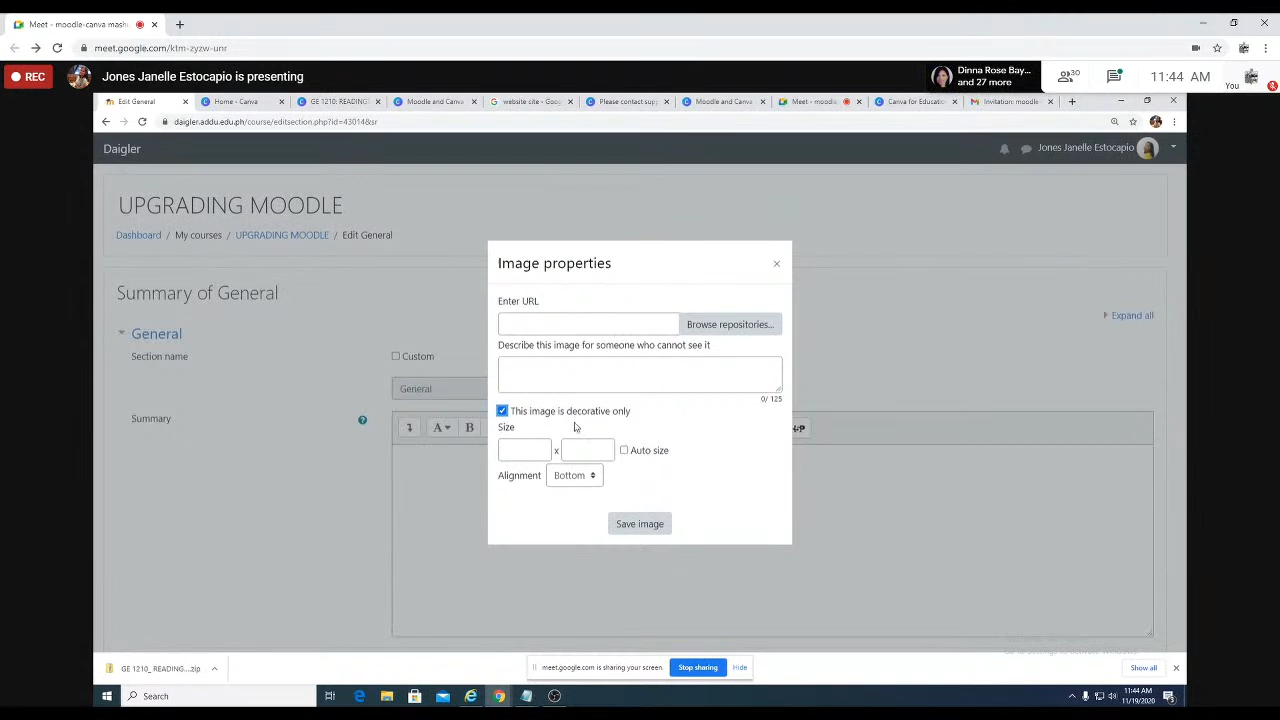 Meet - moodle-canva mash
meet.google.com/ktm-zyzw-unr
REC
Jones Janelle Estocapio is presenting
Dinna Rose Bay...
and 27 more
30
11:44 AM
You
Edit General
Home - Canva
GE 1210: READING
Moodle and Canva
website cite - Goo
Please contact supp
Moodle and Canva
Meet - moodl
Canva for Educatio
Invitation: moodle
daigler.addu.edu.ph/course/editsection.php?id=43014&sr
Daigler
Jones Janelle Estocapio
UPGRADING MOODLE
Dashboard / My courses / UPGRADING MOODLE / Edit General
Summary of General
Expand all
General
Section name
Custom
General
Summary
A
B
Image properties
Enter URL
Browse repositories...
Describe this image for someone who cannot see it
0/ 125
This image is decorative only
Size
x
Auto size
Alignment
Bottom
Save image
GE 1210_ READING....zip
meet.google.com is sharing your screen.
Stop sharing
Hide
Show all
Search
11:44 AM
11/19/2020